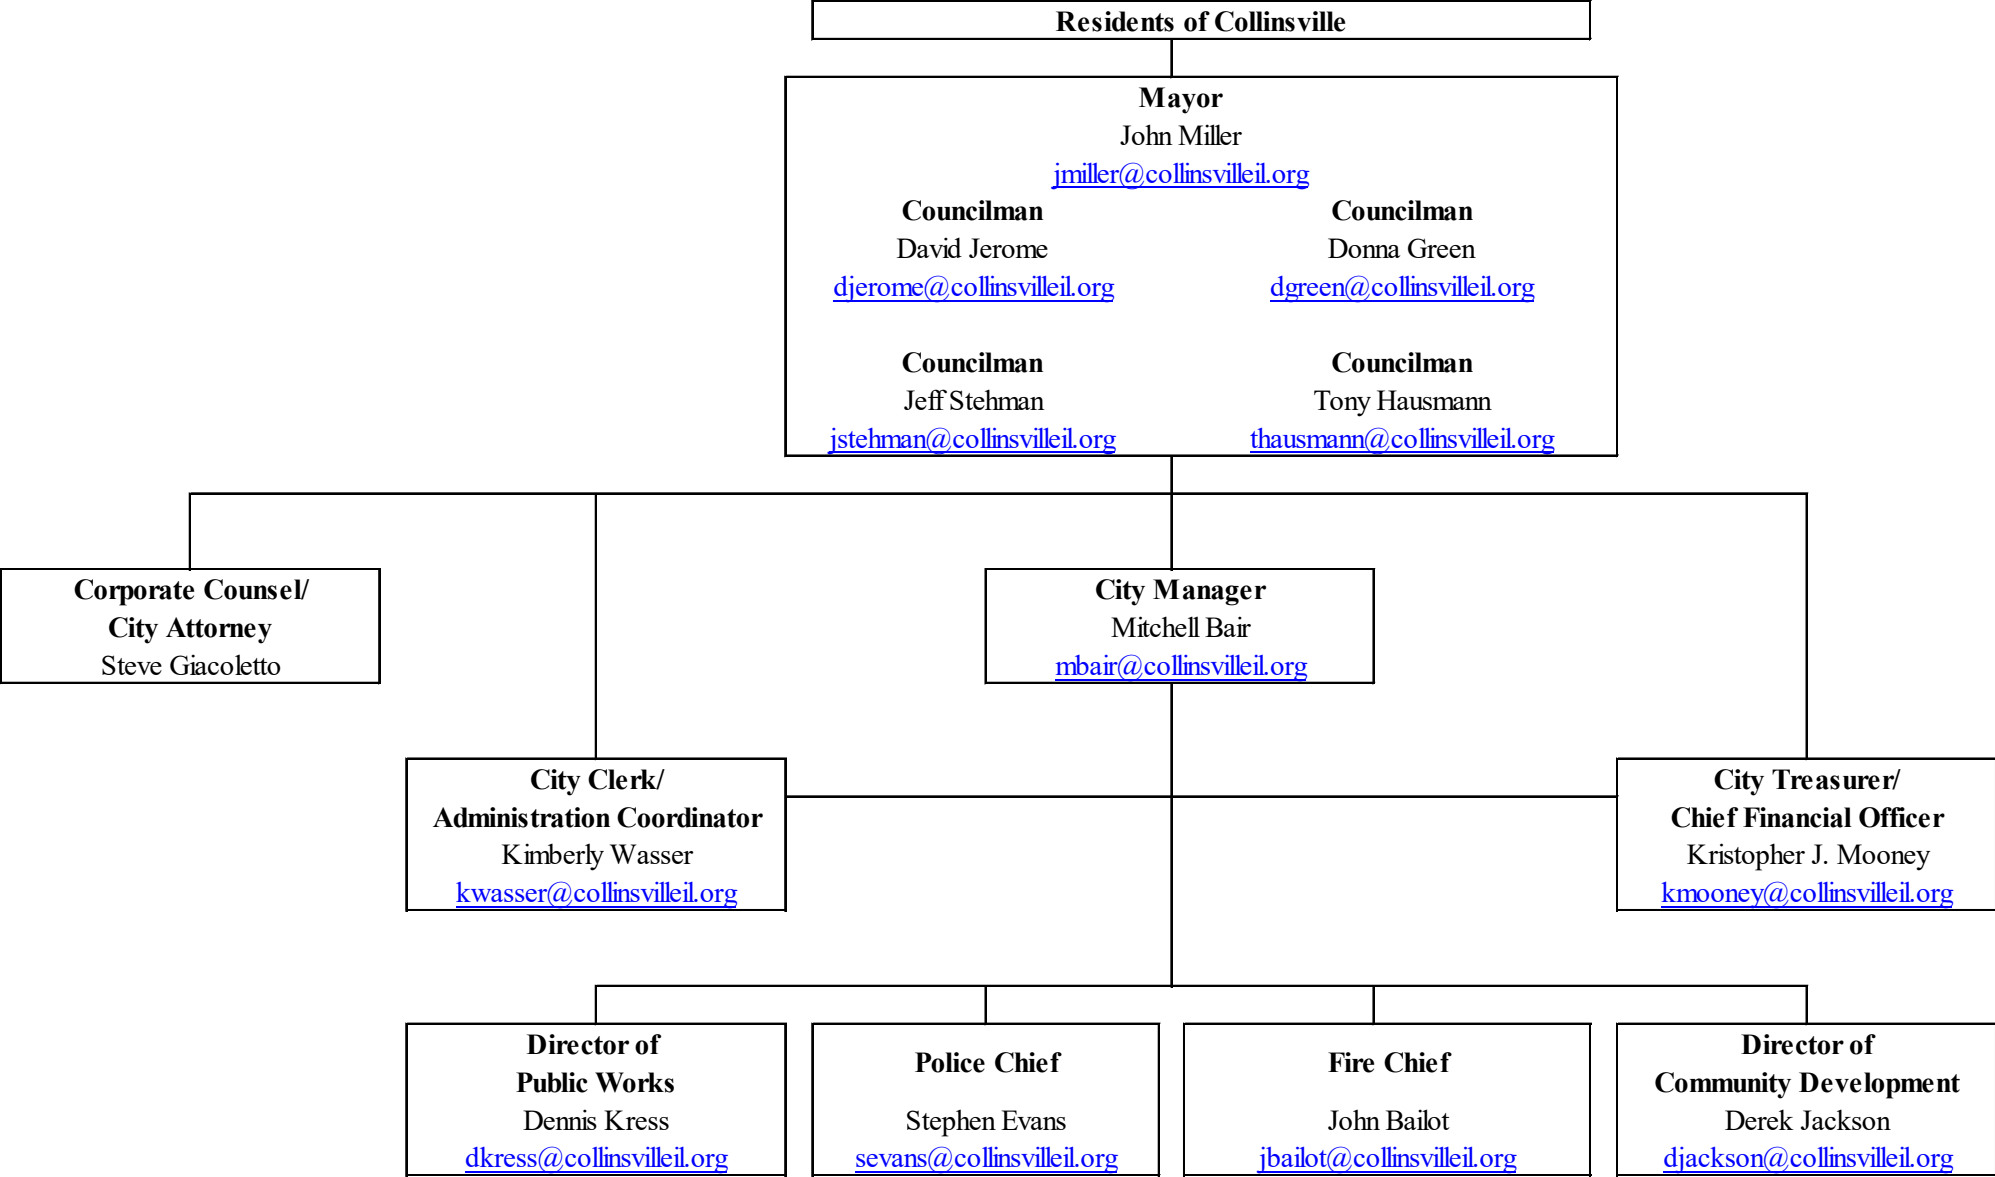 Residents of Collinsville
Mayor
John Miller
jmiller@collinsvilleil.org
Councilman
David Jerome
djerome@collinsvilleil.org
Councilman
Donna Green
dgreen@collinsvilleil.org
Councilman
Jeff Stehman
jstehman@collinsvilleil.org
Councilman
Tony Hausmann
thausmann@collinsvilleil.org
Corporate Counsel/
City Attorney
Steve Giacoletto
City Manager
Mitchell Bair
mbair@collinsvilleil.org
City Clerk/
Administration Coordinator
Kimberly Wasser
kwasser@collinsvilleil.org
City Treasurer/
Chief Financial Officer
Kristopher J. Mooney
kmooney@collinsvilleil.org
Director of
Public Works
Dennis Kress
dkress@collinsvilleil.org
Police Chief
Stephen Evans
sevans@collinsvilleil.org
Fire Chief
John Bailot
jbailot@collinsvilleil.org
Director of
Community Development
Derek Jackson
djackson@collinsvilleil.org